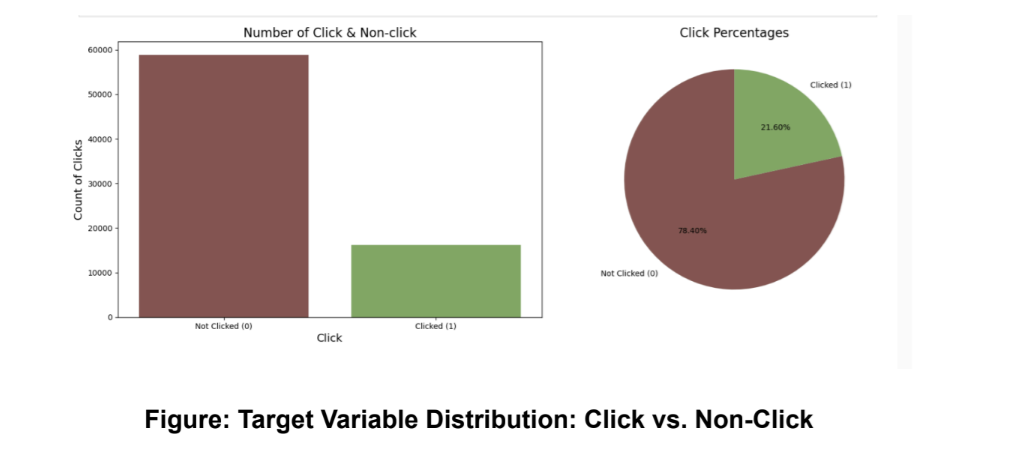 Number of Click & Non-click
60000
50000
40000
30000
20000
10000
0
Count of Clicks
Not Clicked (0)
Clicked (1)
Click
Click Percentages
Clicked (1)
21.60%
78.40%
Not Clicked (0)
Figure: Target Variable Distribution: Click vs. Non-Click